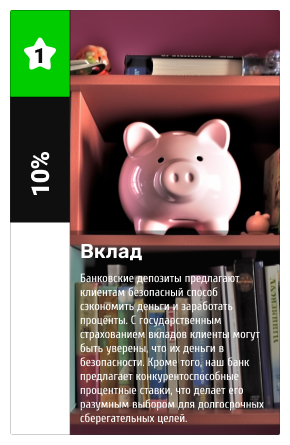 1
10%
Вклад
Банковские депозиты предлагают
клиентам безопасный способ
сэкономить деньги и заработать
проценты. С государственным
страхованием вкладов клиенты могут
быть уверены, что их деньги в
безопасности. Кроме того, наш банк
предлагает конкурентоспособные
процентные ставки, что делает его
разумным выбором для долгосрочных
сберегательных целей.